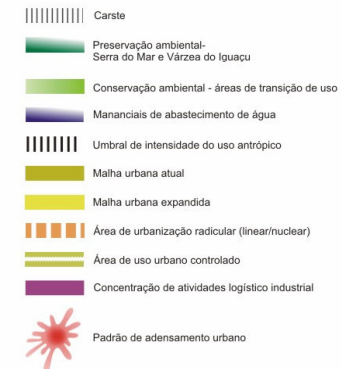 Carste
Preservação ambiental-
Serra do Mar e Várzea do Iguaçu
Conservação ambiental - áreas de transição de uso
Mananciais de abastecimento de água
Umbral de intensidade do uso antrópico
Malha urbana atual
Malha urbana expandida
Área de urbanização radicular (linear/nuclear)
Área de uso urbano controlado
Concentração de atividades logístico industrial
Padrão de adensamento urbano